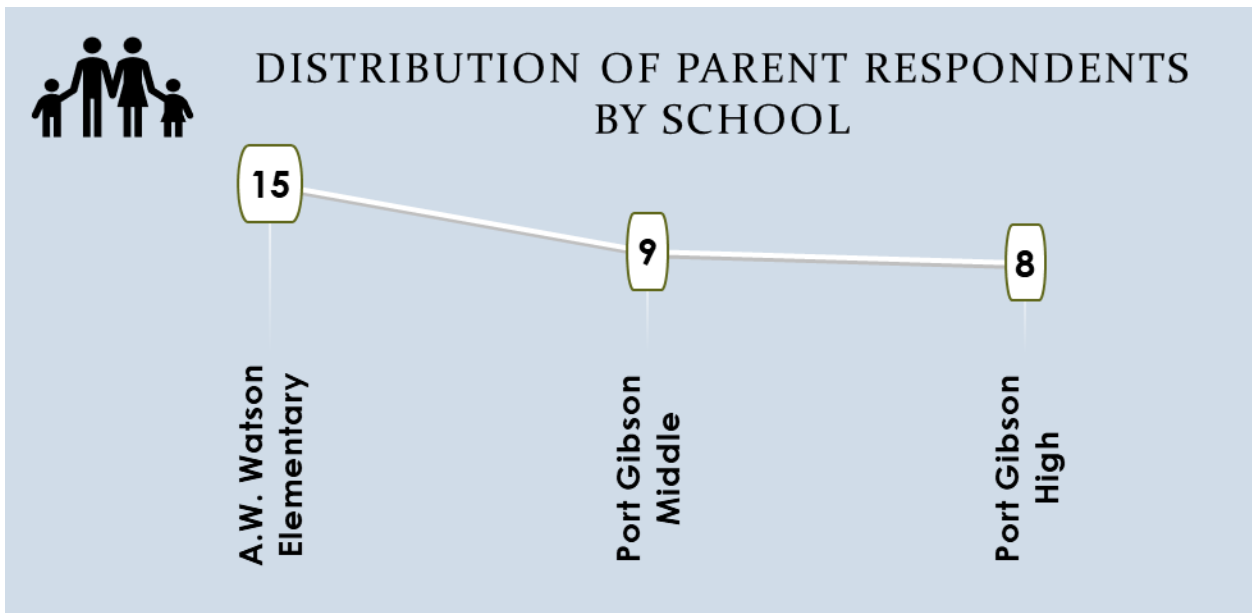 DISTRIBUTION OF PARENT RESPONDENTS
BY SCHOOL
15
9
8
A.W. Watson
Elementary
Port Gibson
Middle
Port Gibson
High